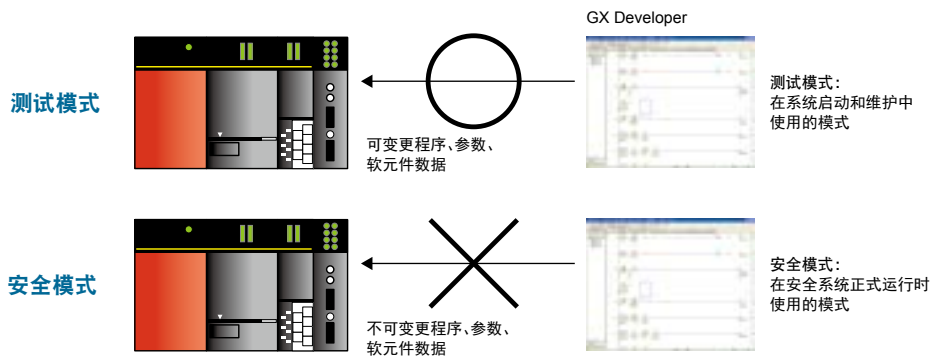 GX Developer
测试模式
可变更程序、参数、
软元件数据
测试模式：
在系统启动和维护中
使用的模式
安全模式
不可变更程序、参数、
软元件数据
安全模式：
在安全系统正式运行时
使用的模式